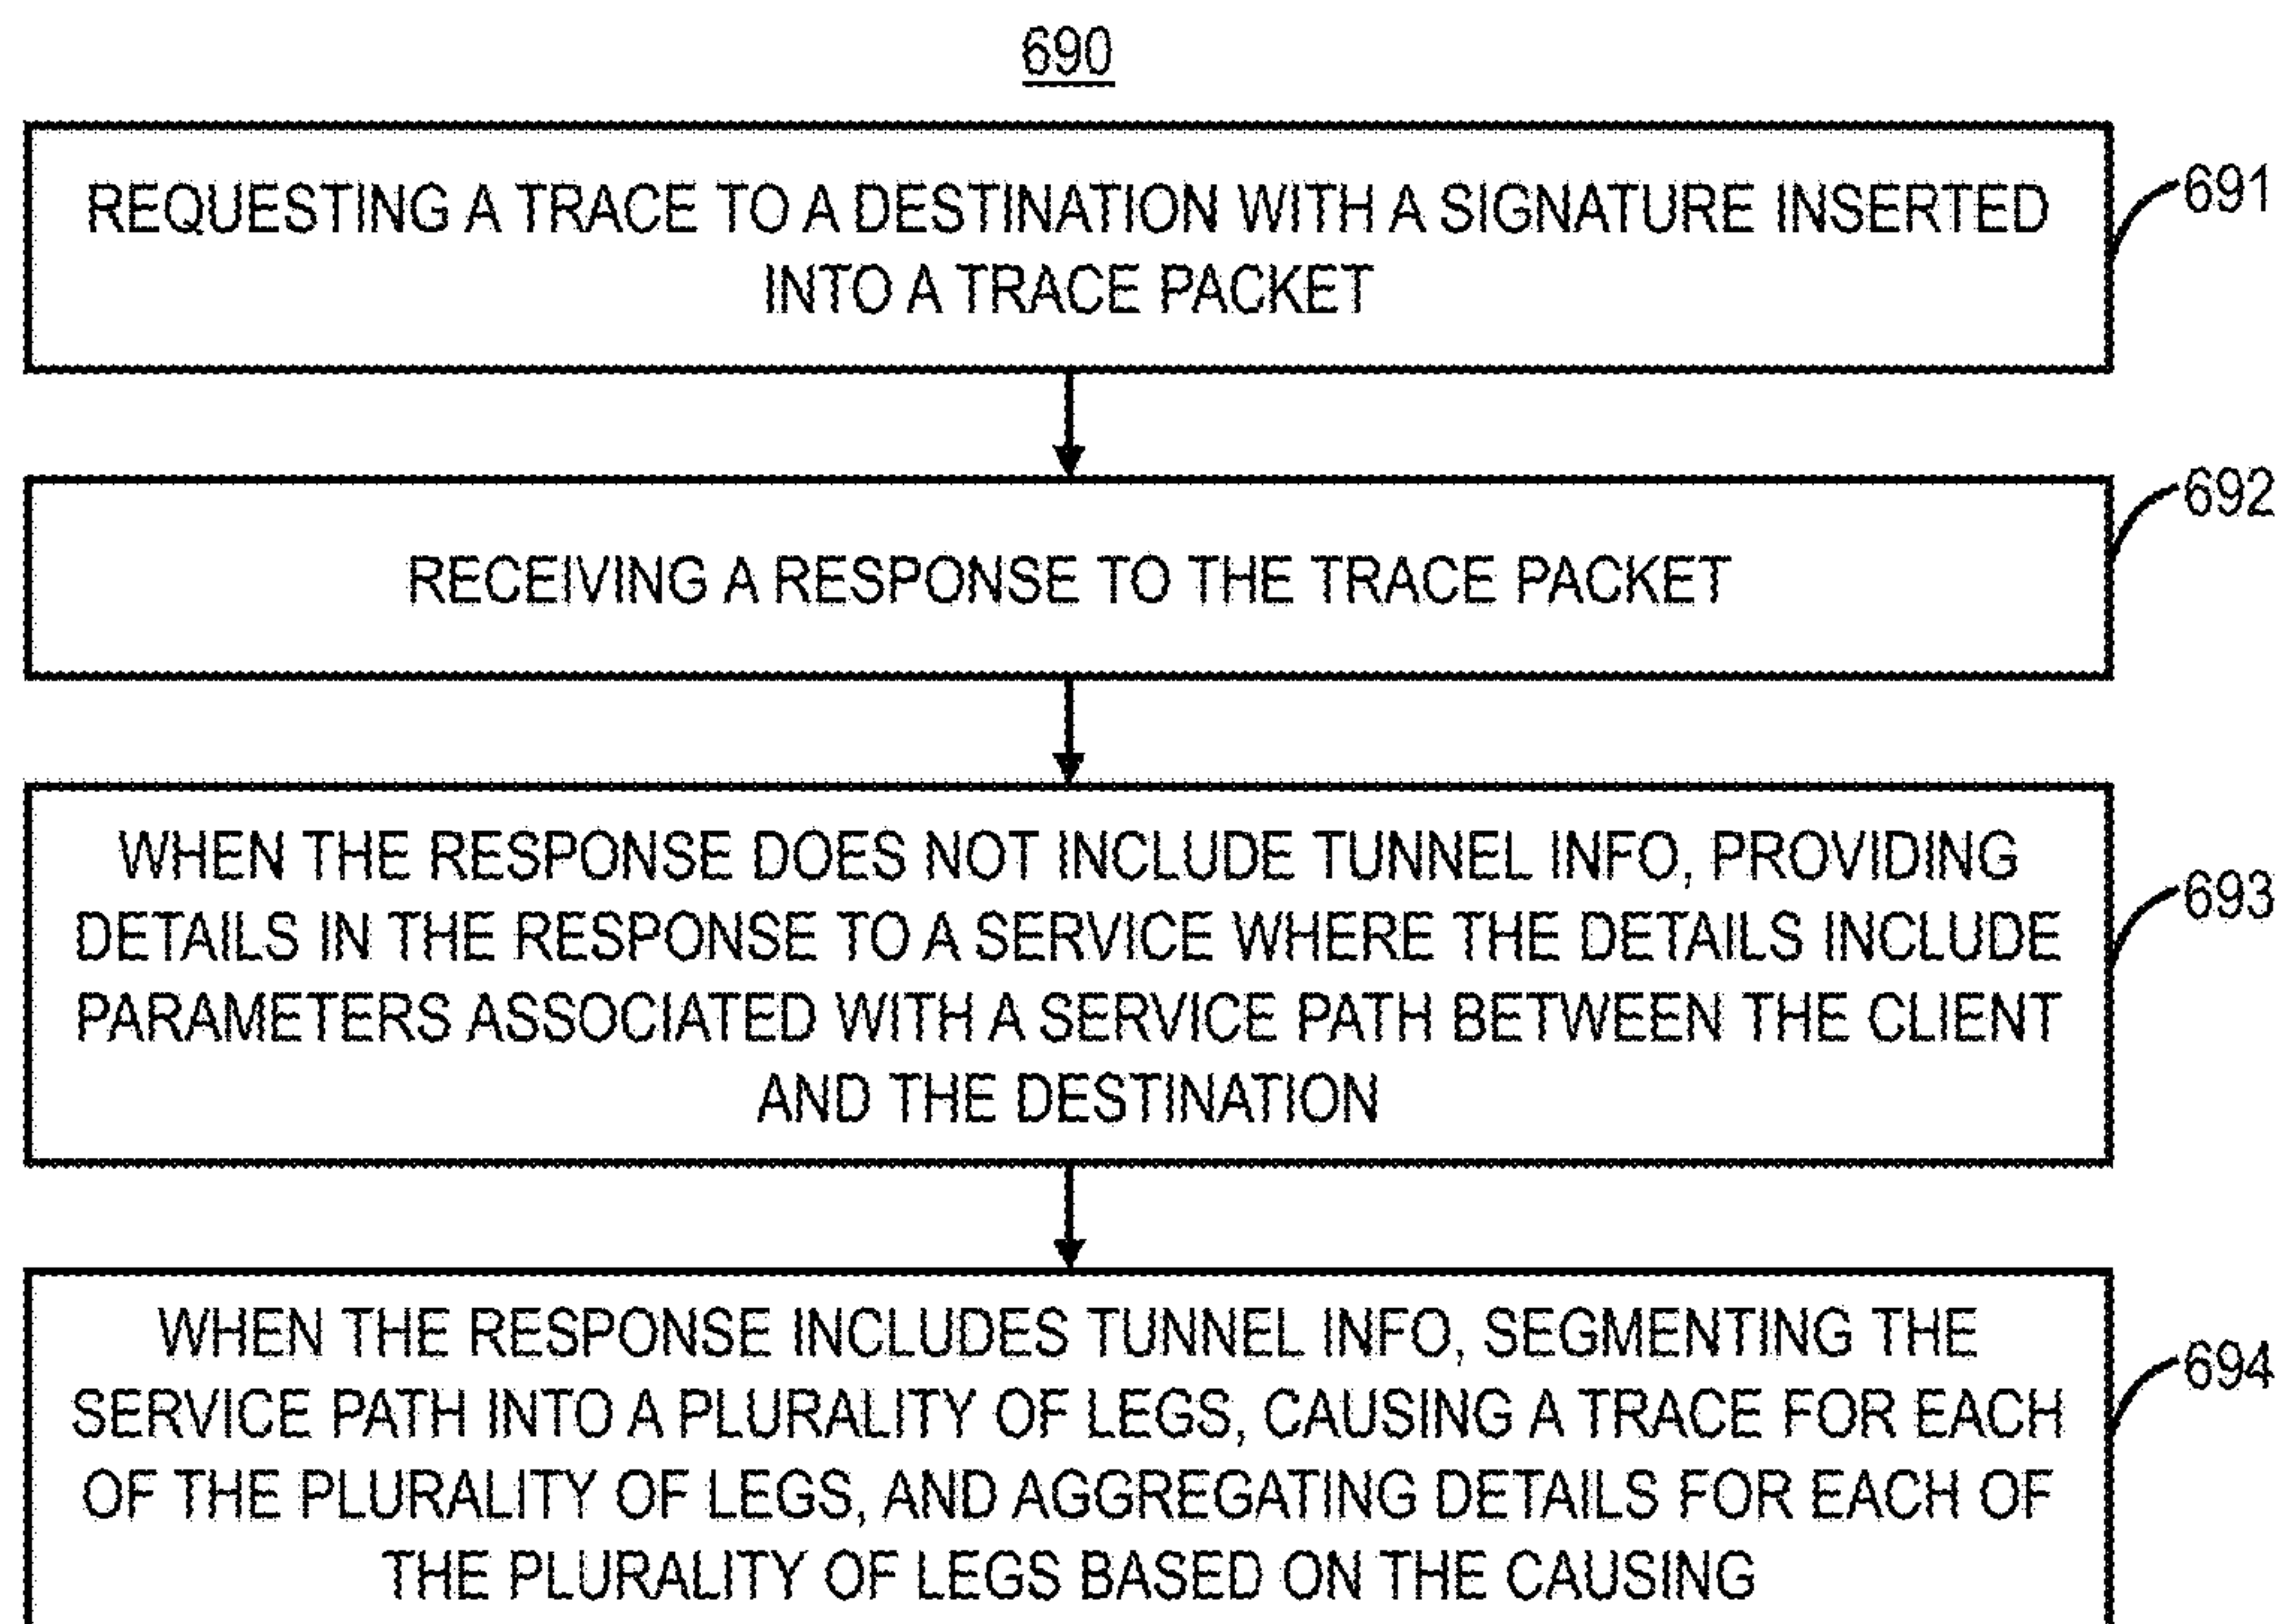 690
REQUESTING A TRACE TO A DESTINATION WITH A SIGNATURE INSERTED
INTO A TRACE PACKET
691
RECEIVING A RESPONSE TO THE TRACE PACKET
692
WHEN THE RESPONSE DOES NOT INCLUDE TUNNEL INFO, PROVIDING
DETAILS IN THE RESPONSE TO A SERVICE WHERE THE DETAILS INCLUDE
PARAMETERS ASSOCIATED WITH A SERVICE PATH BETWEEN THE CLIENT
AND THE DESTINATION
693
WHEN THE RESPONSE INCLUDES TUNNEL INFO, SEGMENTING THE
SERVICE PATH INTO A PLURALITY OF LEGS, CAUSING A TRACE FOR EACH
OF THE PLURALITY OF LEGS, AND AGGREGATING DETAILS FOR EACH OF
THE PLURALITY OF LEGS BASED ON THE CAUSING
694